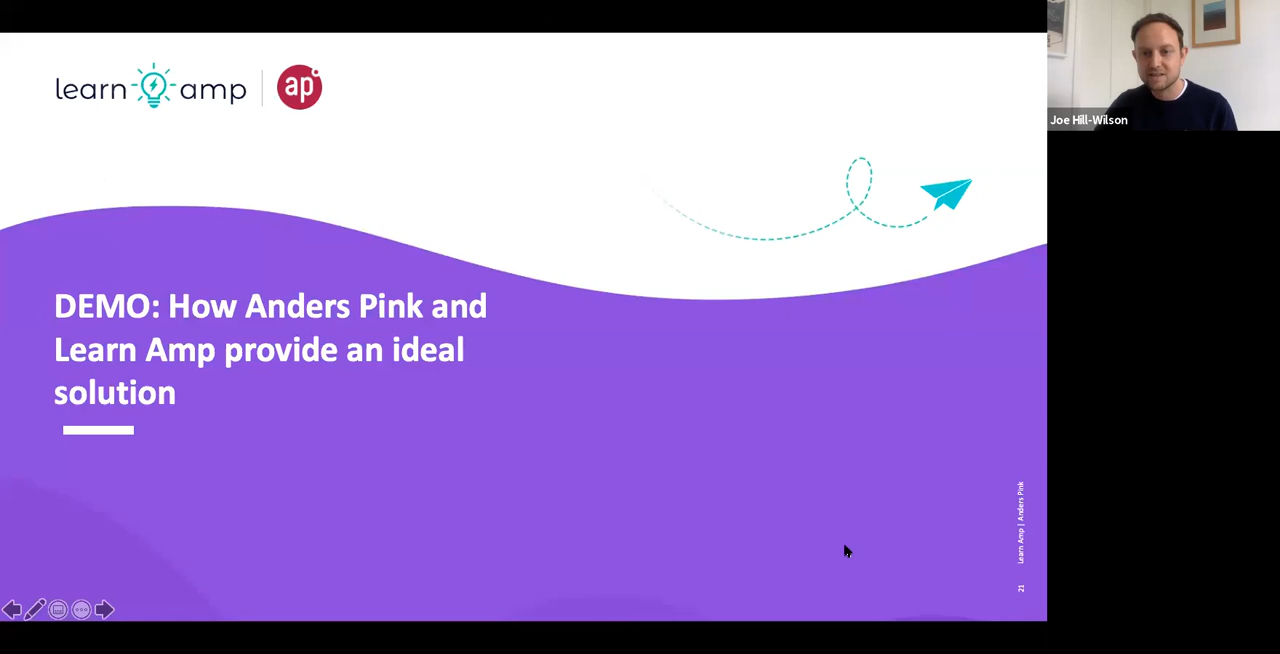 learn amp
ap
Joe Hill-Wilson
DEMO: How Anders Pink and
Learn Amp provide an ideal
solution
Learn Amp | Anders Pink
21